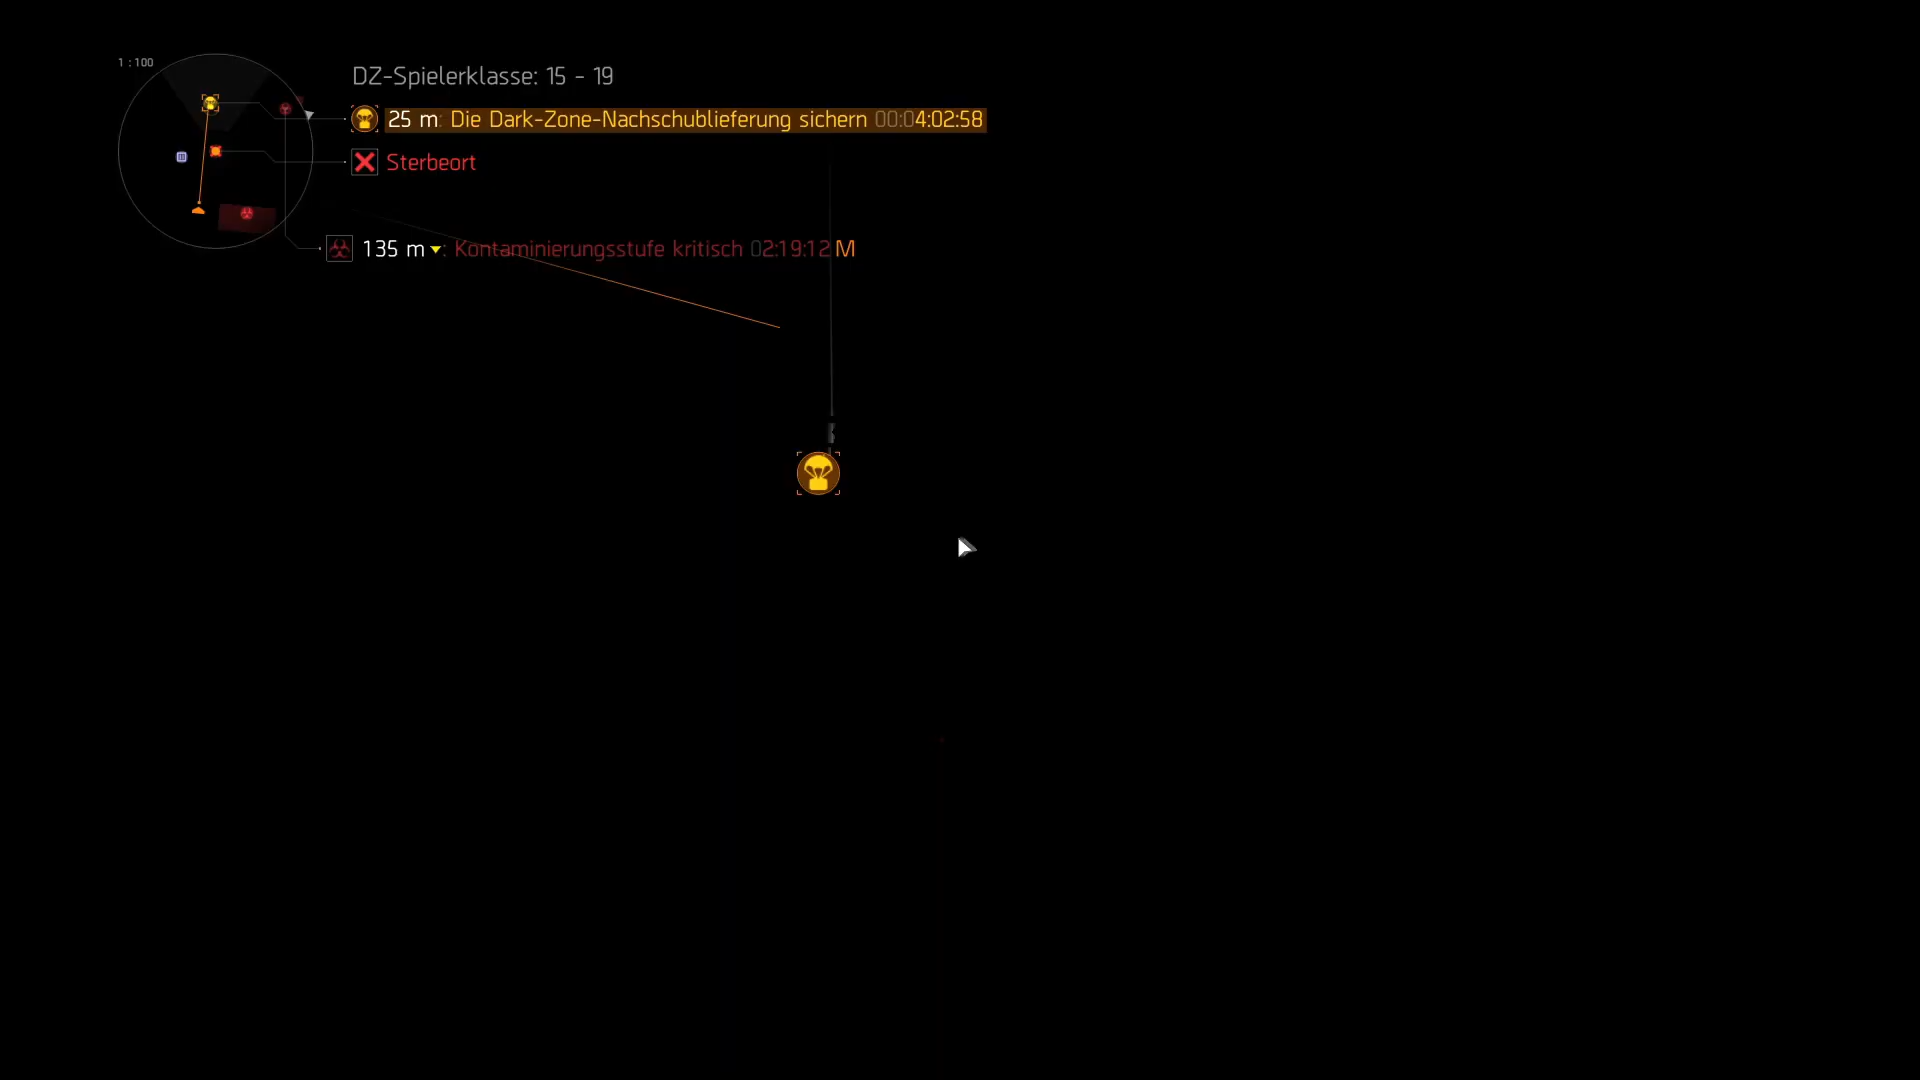 1 : 100
DZ-Spielerklasse: 15 - 19
25 m: Die Dark-Zone-Nachschublieferung sichern 00:04:02:58
Sterbeort
135 m: Kontaminierungsstufe kritisch 02:19:12 M